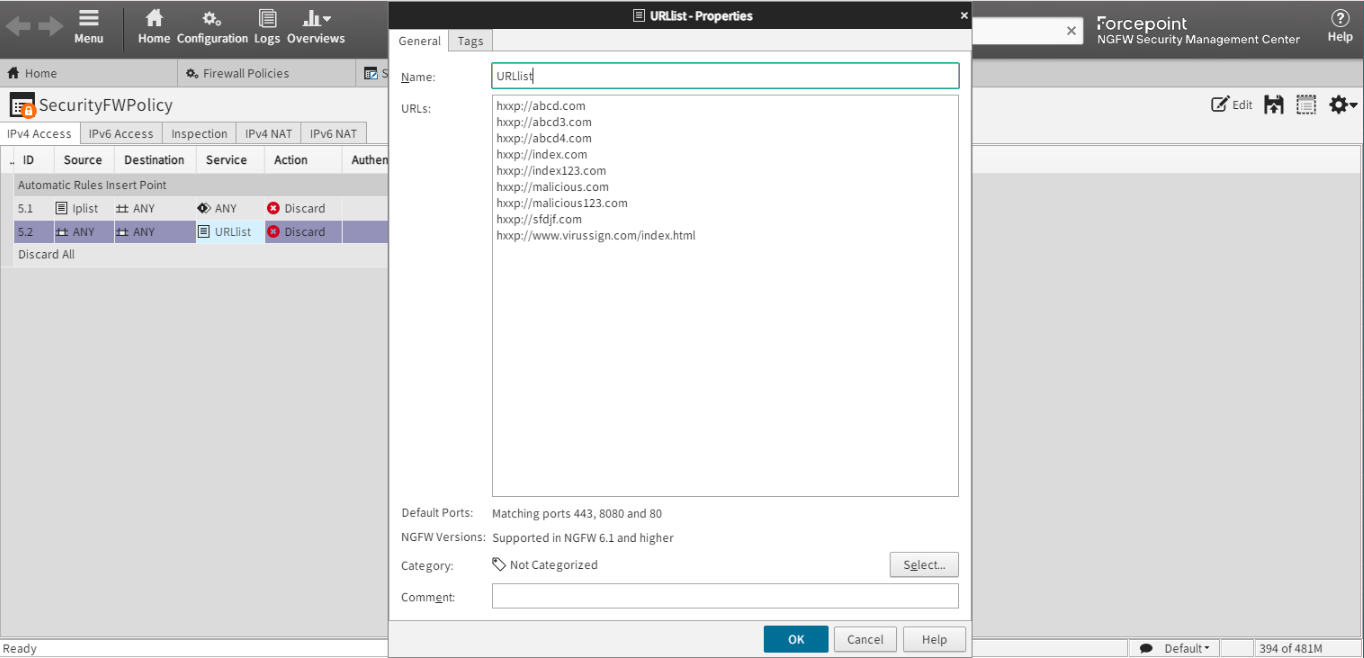 URLlist - Properties
×
Menu
Home Configuration Logs Overviews
×
Forcepoint
NGFW Security Management Center
?
Help
Home
Firewall Policies
S
General Tags
SecurityFWPolicy
Edit
IPv4 Access IPv6 Access Inspection IPv4 NAT IPv6 NAT
.. ID Source Destination Service Action Authen
Automatic Rules Insert Point
5.1 Iplist ANY ANY Discard
5.2 ANY ANY URLlist Discard
Discard All
Name: URLlist
URLs:
hxxp://abcd.com
hxxp://abcd3.com
hxxp://abcd4.com
hxxp://index.com
hxxp://index123.com
hxxp://malicious.com
hxxp://malicious123.com
hxxp://sfdjf.com
hxxp://www.virussign.com/index.html
Default Ports: Matching ports 443, 8080 and 80
NGFW Versions: Supported in NGFW 6.1 and higher
Category: Not Categorized Select...
Comment:
OK Cancel Help
Ready
Default
394 of 481M